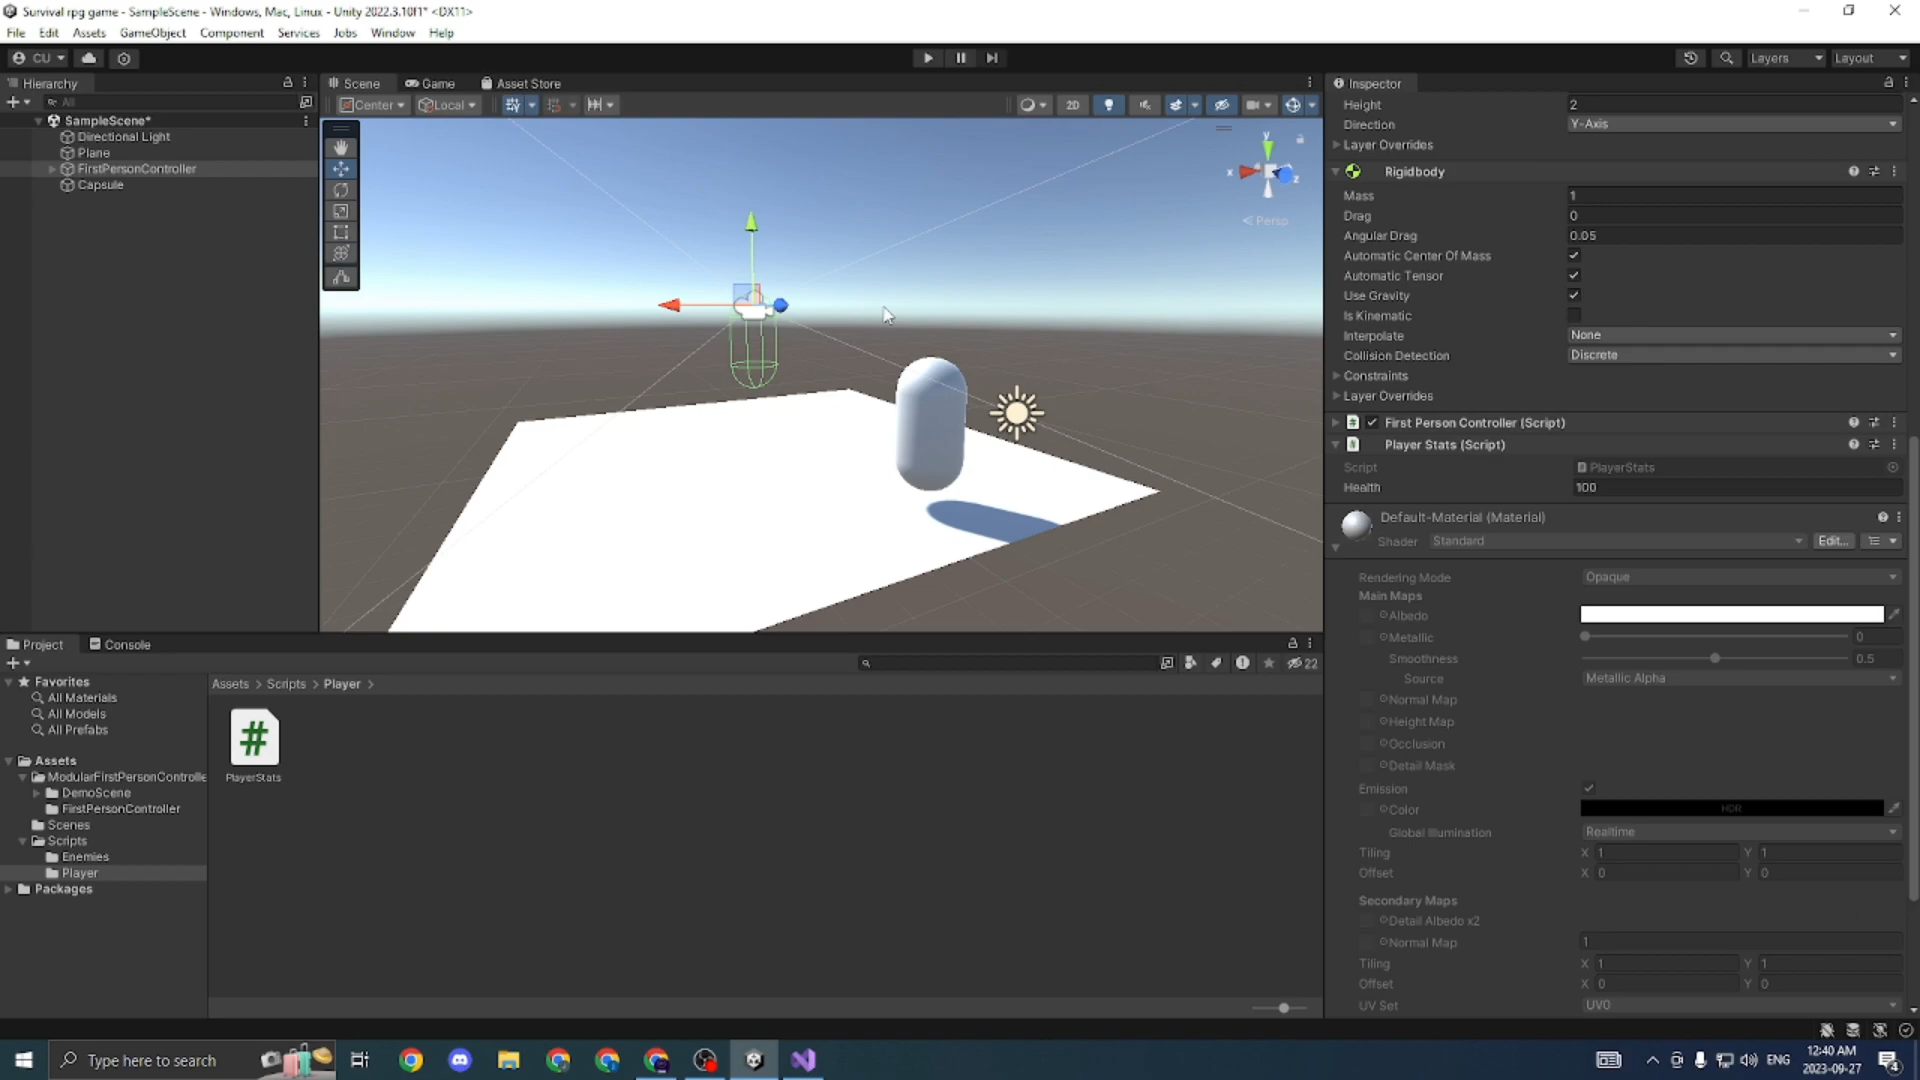 Survival rpg game - SampleScene - Windows, Mac, Linux - Unity 2022.3.10f1* <DX11>
File Edit Assets GameObject Component Services Jobs Window Help
CU Layers Layout
Hierarchy
All
SampleScene*
Directional Light
Plane
FirstPersonController
Capsule
Scene Game Asset Store
Center Local 2D
y
x z
Persp
Inspector
Height 2
Direction Y-Axis
Layer Overrides
Rigidbody
Mass 1
Drag 0
Angular Drag 0.05
Automatic Center Of Mass
Automatic Tensor
Use Gravity
Is Kinematic
Interpolate None
Collision Detection Discrete
Constraints
Layer Overrides
# First Person Controller (Script)
# Player Stats (Script)
Script PlayerStats
Health 100
Default-Material (Material)
Shader Standard Edit...
Rendering Mode Opaque
Main Maps
Albedo
Metallic 0
Smoothness 0.5
Source Metallic Alpha
Normal Map
Height Map
Occlusion
Detail Mask
Emission
Color HDR
Global Illumination Realtime
Tiling X 1 Y 1
Offset X 0 Y 0
Secondary Maps
Detail Albedo x2
Normal Map 1
Tiling X 1 Y 1
Offset X 0 Y 0
UV Set UV0
Project Console
22
Favorites
All Materials
All Models
All Prefabs
Assets
ModularFirstPersonControlle
DemoScene
FirstPersonController
Scenes
Scripts
Enemies
Player
Packages
Assets > Scripts > Player >
#
PlayerStats
Type here to search
ENG
12:40 AM
2023-09-27
4